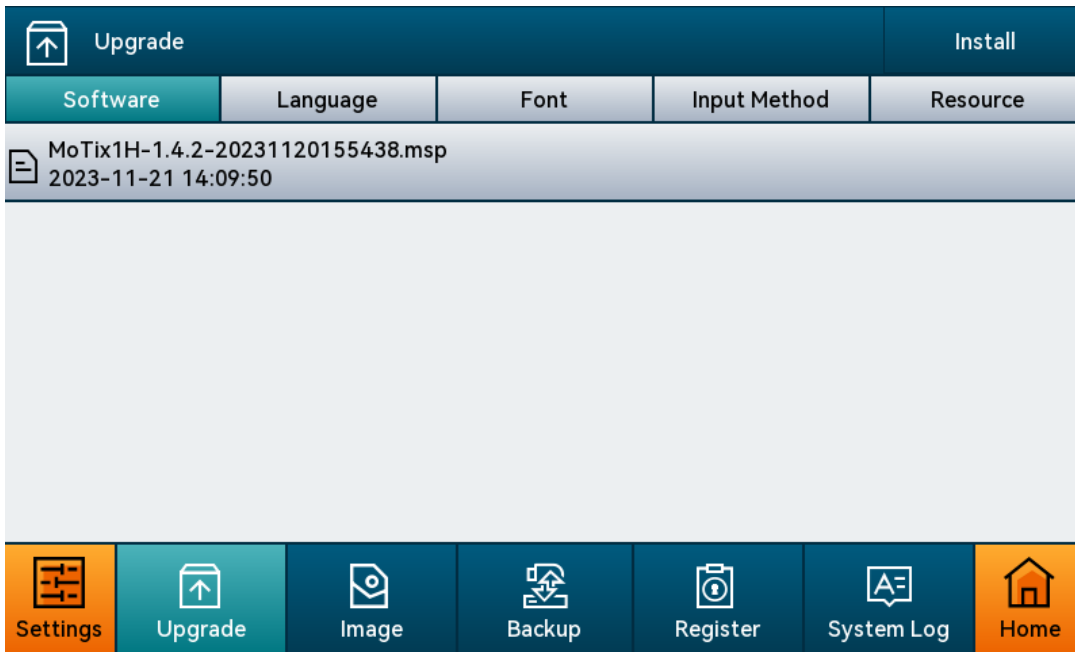 Upgrade
Install
Software
Language
Font
Input Method
Resource
MoTix1H-1.4.2-20231120155438.msp
2023-11-21 14:09:50
Settings
Upgrade
Image
Backup
Register
System Log
Home